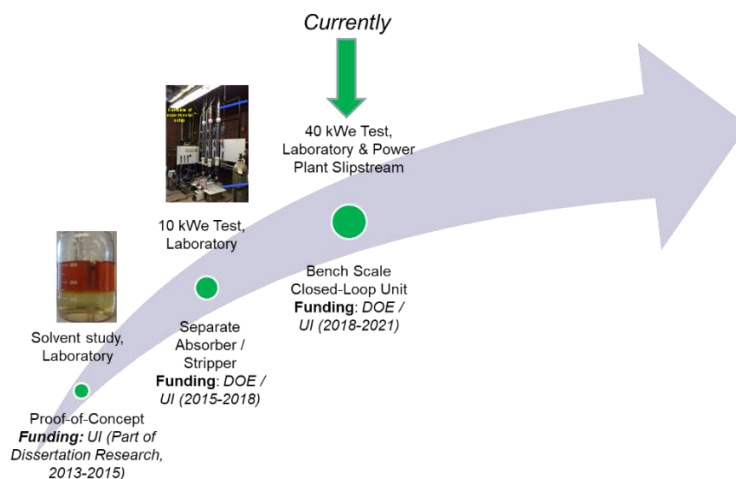 Currently
40 kWe Test,
Laboratory & Power
Plant Slipstream
Bench Scale
Closed-Loop Unit
Funding: DOE /
UI (2018-2021)
10 kWe Test,
Laboratory
Separate
Absorber /
Stripper
Funding: DOE /
UI (2015-2018)
Solvent study,
Laboratory
Proof-of-Concept
Funding: UI (Part of
Dissertation Research,
2013-2015)